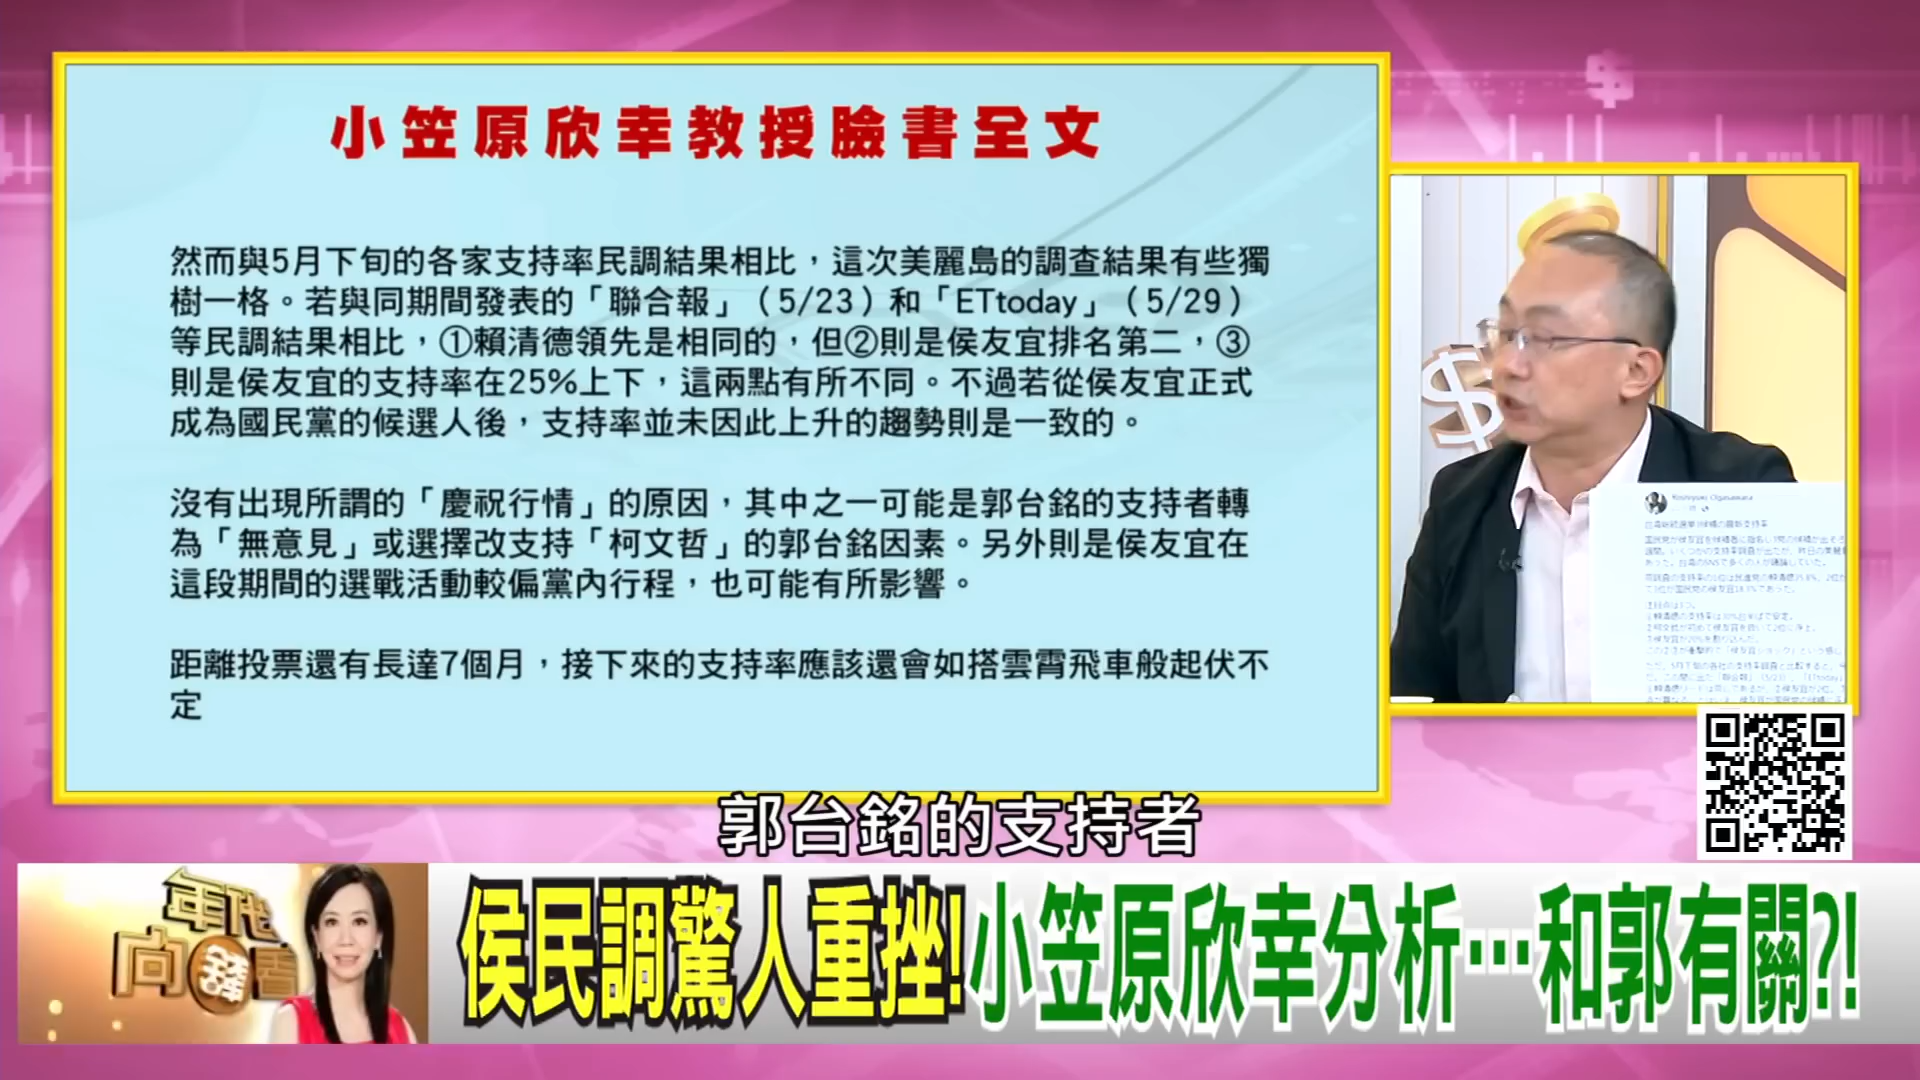 小笠原欣幸教授臉書全文
然而與5月下旬的各家支持率民調結果相比，這次美麗島的調查結果有些獨
樹一格。若與同期間發表的「聯合報」（5/23）和「ETtoday」（5/29）
等民調結果相比，①賴清德領先是相同的，但②則是侯友宜排名第二，③
則是侯友宜的支持率在25%上下，這兩點有所不同。不過若從侯友宜正式
成為國民黨的候選人後，支持率並未因此上升的趨勢則是一致的。
沒有出現所謂的「慶祝行情」的原因，其中之一可能是郭台銘的支持者轉
為「無意見」或選擇改支持「柯文哲」的郭台銘因素。另外則是侯友宜在
這段期間的選戰活動較偏黨內行程，也可能有所影響。
距離投票還有長達7個月，接下來的支持率應該還會如搭雲霄飛車般起伏不
定
Yoshiyuki Ogasawara
郭台銘的支持者
年代
向錢看
侯民調驚人重挫!小笠原欣幸分析…和郭有關?!